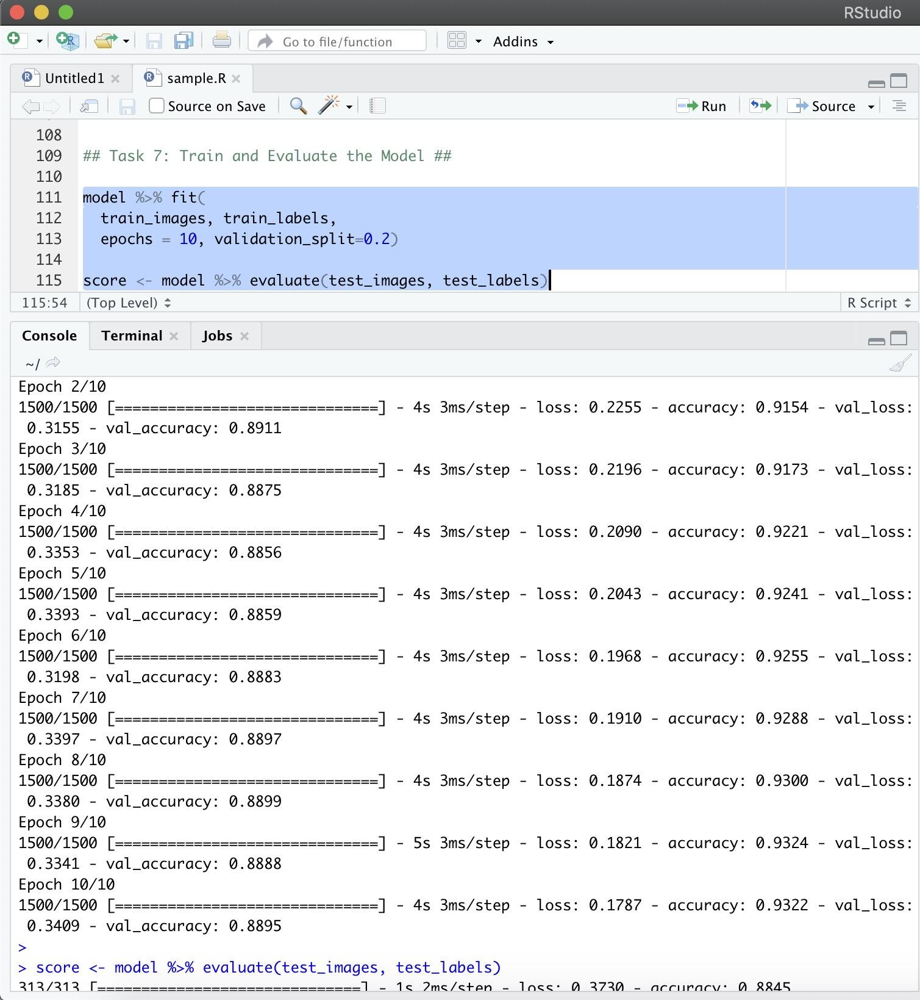 RStudio
Go to file/function
Addins
Untitled1
sample.R
Source on Save
Run
Source
108
109 ## Task 7: Train and Evaluate the Model ##
110
111 model %>% fit(
112 train_images, train_labels,
113 epochs = 10, validation_split=0.2)
114
115 score <- model %>% evaluate(test_images, test_labels)
115:54 (Top Level) R Script
Console Terminal Jobs
~/
Epoch 2/10
1500/1500 [==============================] - 4s 3ms/step - loss: 0.2255 - accuracy: 0.9154 - val_loss:
0.3155 - val_accuracy: 0.8911
Epoch 3/10
1500/1500 [==============================] - 4s 3ms/step - loss: 0.2196 - accuracy: 0.9173 - val_loss:
0.3185 - val_accuracy: 0.8875
Epoch 4/10
1500/1500 [==============================] - 4s 3ms/step - loss: 0.2090 - accuracy: 0.9221 - val_loss:
0.3353 - val_accuracy: 0.8856
Epoch 5/10
1500/1500 [==============================] - 4s 3ms/step - loss: 0.2043 - accuracy: 0.9241 - val_loss:
0.3393 - val_accuracy: 0.8859
Epoch 6/10
1500/1500 [==============================] - 4s 3ms/step - loss: 0.1968 - accuracy: 0.9255 - val_loss:
0.3198 - val_accuracy: 0.8883
Epoch 7/10
1500/1500 [==============================] - 4s 3ms/step - loss: 0.1910 - accuracy: 0.9288 - val_loss:
0.3397 - val_accuracy: 0.8897
Epoch 8/10
1500/1500 [==============================] - 4s 3ms/step - loss: 0.1874 - accuracy: 0.9300 - val_loss:
0.3380 - val_accuracy: 0.8899
Epoch 9/10
1500/1500 [==============================] - 5s 3ms/step - loss: 0.1821 - accuracy: 0.9324 - val_loss:
0.3341 - val_accuracy: 0.8888
Epoch 10/10
1500/1500 [==============================] - 4s 3ms/step - loss: 0.1787 - accuracy: 0.9322 - val_loss:
0.3409 - val_accuracy: 0.8895
>
> score <- model %>% evaluate(test_images, test_labels)
313/313 [==============================] - 1s 2ms/step - loss: 0.3730 - accuracy: 0.8845